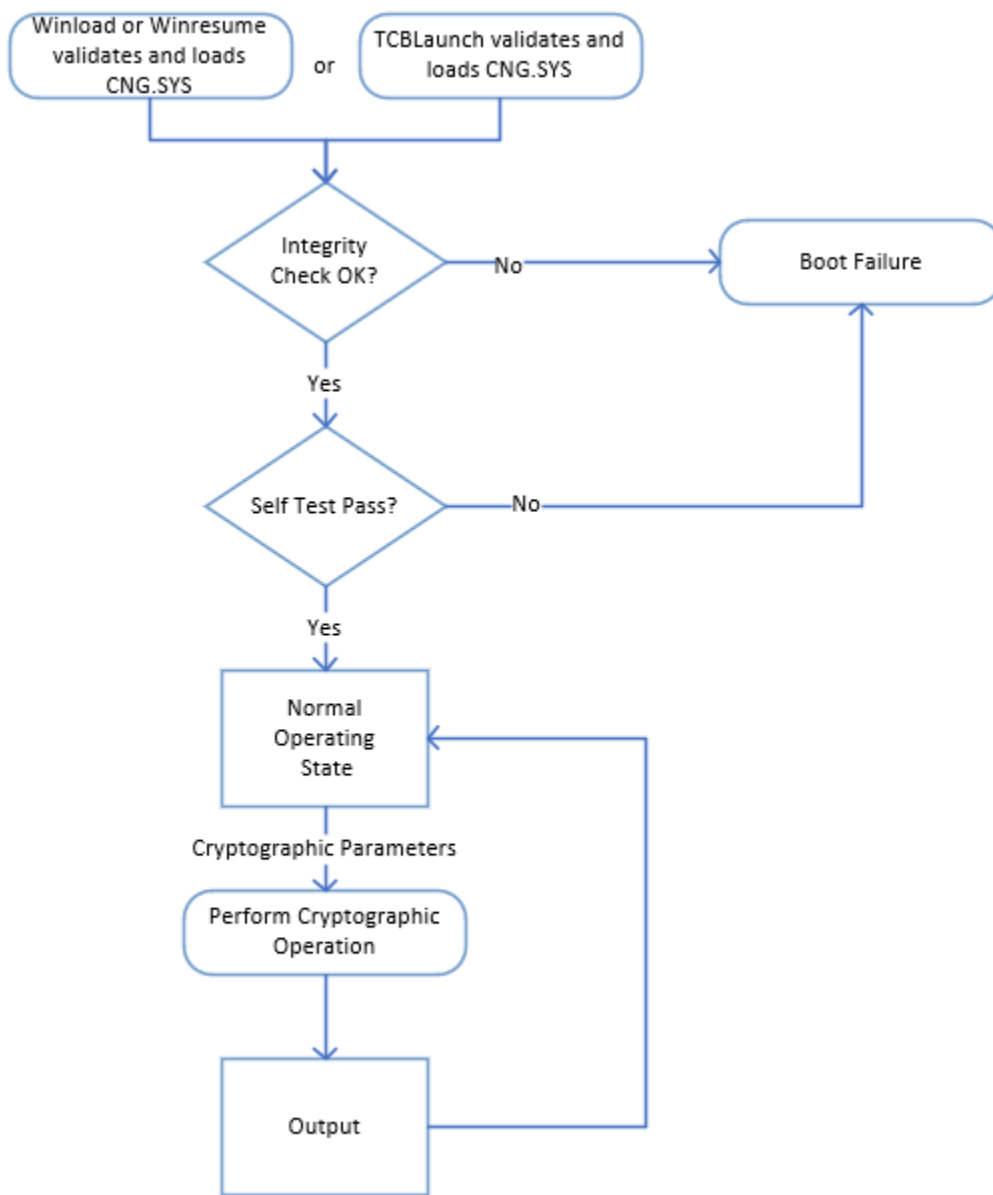 Winload or Winresume
validates and loads
CNG.SYS
or
TCBLaunch validates and
loads CNG.SYS
Integrity
Check OK?
No
Boot Failure
Yes
Self Test Pass?
No
Yes
Normal
Operating
State
Cryptographic Parameters
Perform Cryptographic
Operation
Output